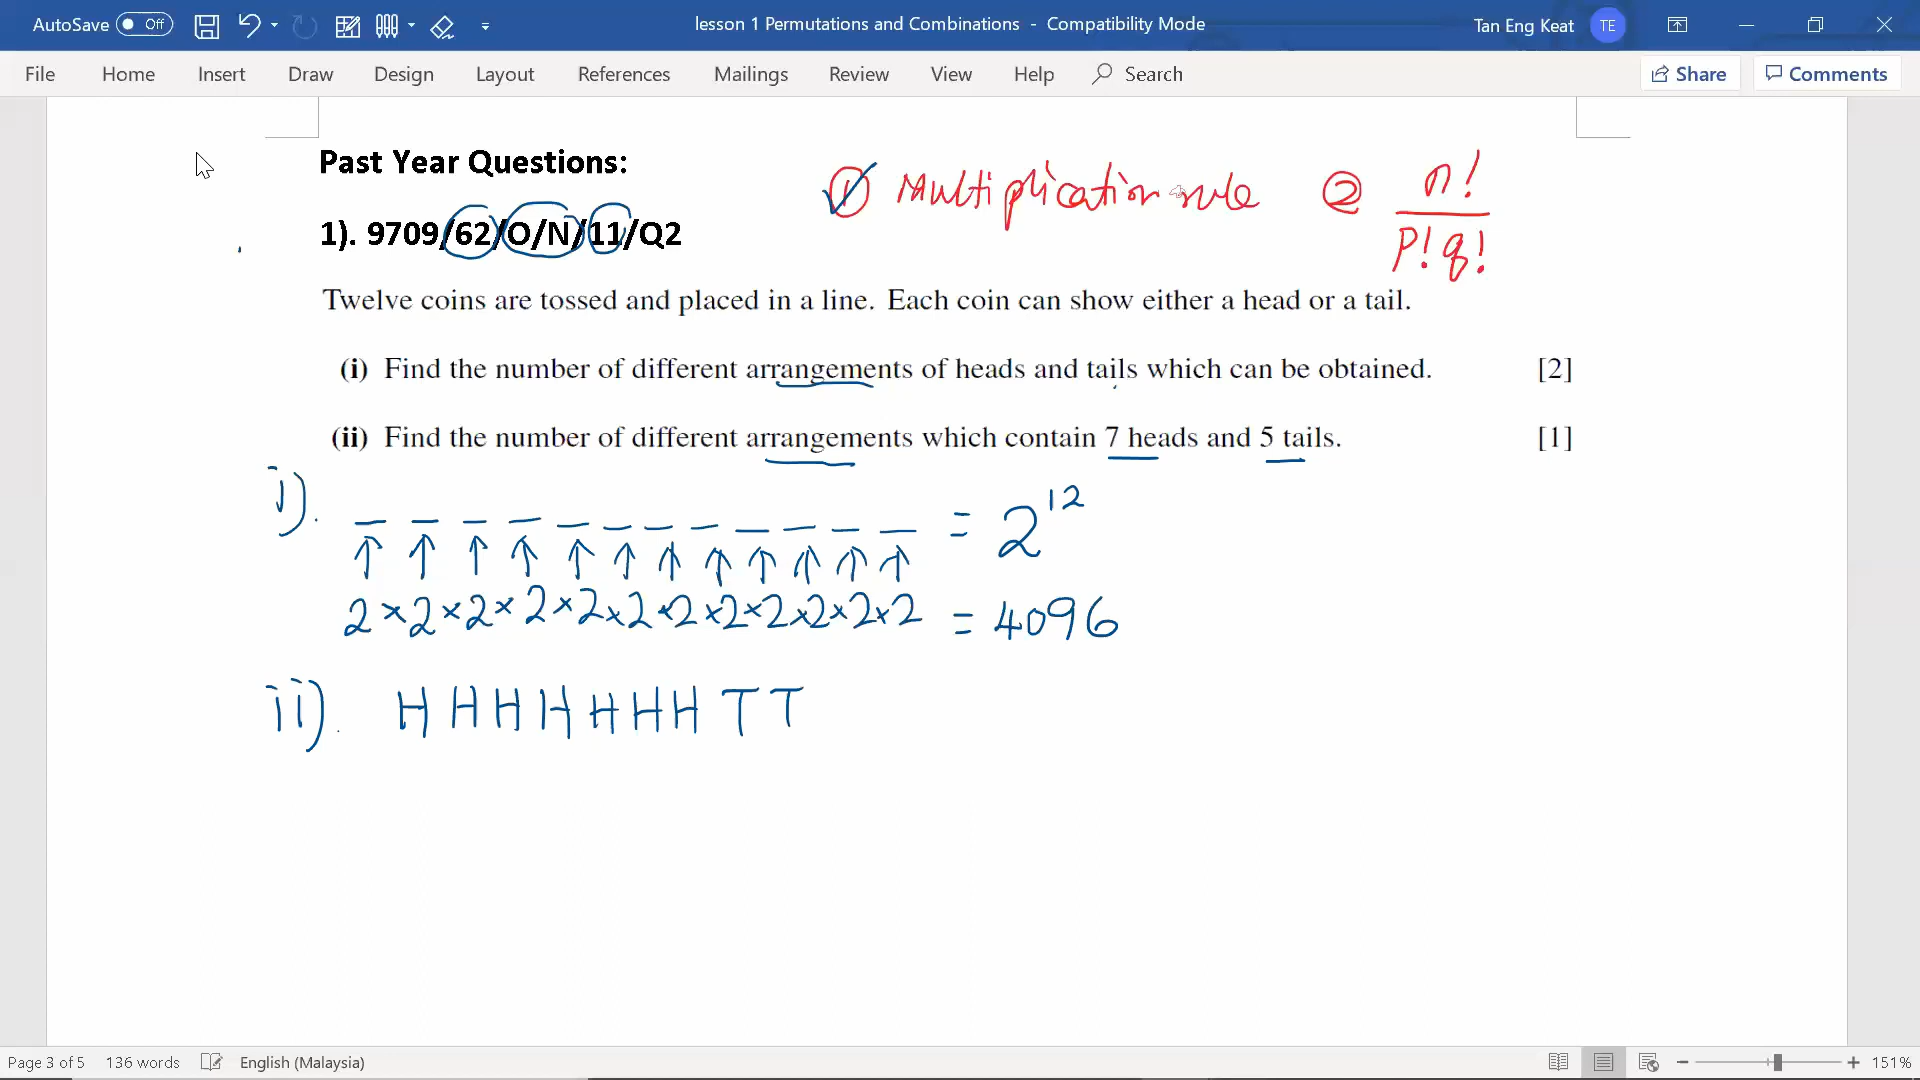 AutoSave Off lesson 1 Permutations and Combinations - Compatibility Mode Tan Eng Keat TE
File Home Insert Draw Design Layout References Mailings Review View Help Search Share Comments
Past Year Questions:
① Multiplication rule ② n! / P! q!
1). 9709/62/O/N/11/Q2
Twelve coins are tossed and placed in a line. Each coin can show either a head or a tail.
(i) Find the number of different arrangements of heads and tails which can be obtained. [2]
(ii) Find the number of different arrangements which contain 7 heads and 5 tails. [1]
i). _ _ _ _ _ _ _ _ _ _ _ _ = 2^12
↑ ↑ ↑ ↑ ↑ ↑ ↑ ↑ ↑ ↑ ↑ ↑
2 × 2 × 2 × 2 × 2 × 2 × 2 × 2 × 2 × 2 × 2 × 2 = 4096
ii). H H H H H H H T T
Page 3 of 5 136 words English (Malaysia) 151%